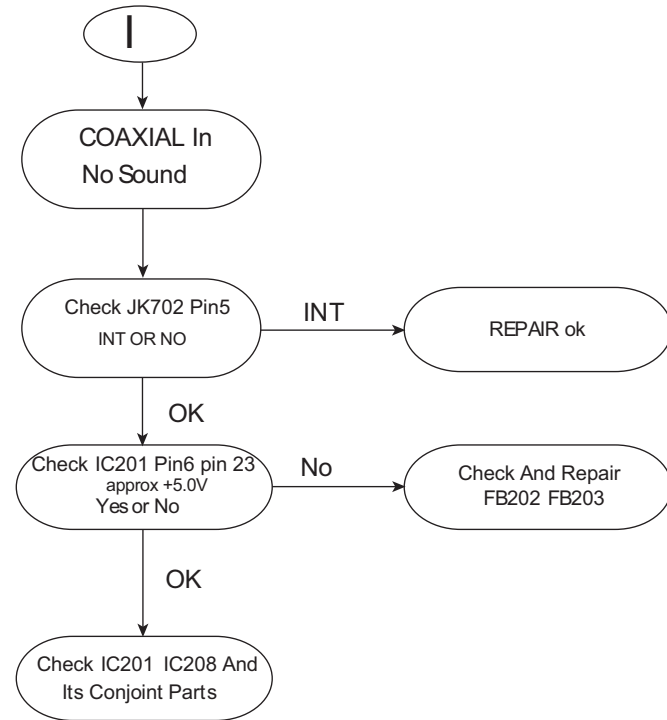 I
COAXIAL In
No Sound
Check JK702 Pin5
INT OR NO
INT
REPAIR ok
OK
Check IC201 Pin6 pin 23
approx +5.0V
Yes or No
No
Check And Repair
FB202 FB203
OK
Check IC201 IC208 And
Its Conjoint Parts